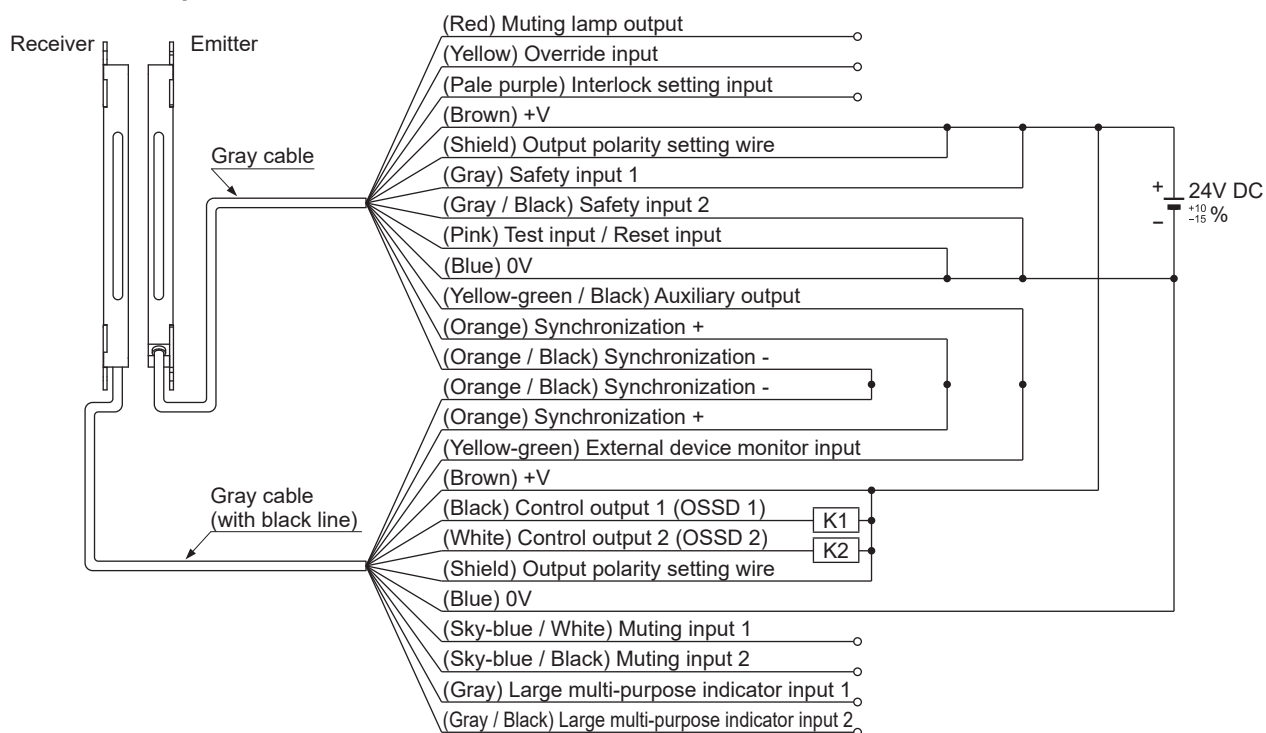 Receiver
Emitter
Gray cable
(Red) Muting lamp output
(Yellow) Override input
(Pale purple) Interlock setting input
(Brown) +V
(Shield) Output polarity setting wire
(Gray) Safety input 1
(Gray / Black) Safety input 2
(Pink) Test input / Reset input
(Blue) 0V
(Yellow-green / Black) Auxiliary output
(Orange) Synchronization +
(Orange / Black) Synchronization -
+
−
24V DC
+10
−15 %
Gray cable
(with black line)
(Orange / Black) Synchronization -
(Orange) Synchronization +
(Yellow-green) External device monitor input
(Brown) +V
(Black) Control output 1 (OSSD 1)
K1
(White) Control output 2 (OSSD 2)
K2
(Shield) Output polarity setting wire
(Blue) 0V
(Sky-blue / White) Muting input 1
(Sky-blue / Black) Muting input 2
(Gray) Large multi-purpose indicator input 1
(Gray / Black) Large multi-purpose indicator input 2